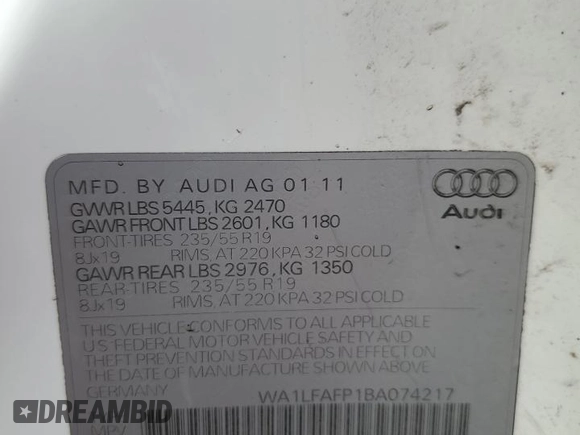 MFD. BY AUDI AG 01 11
GVWR LBS 5445, KG 2470
GAWR FRONT LBS 2601, KG 1180
FRONT-TIRES 235/55 R19
8Jx19 RIMS, AT 220 KPA 32 PSI COLD
GAWR REAR LBS 2976, KG 1350
REAR-TIRES 235/55 R19
8Jx19 RIMS, AT 220 KPA 32 PSI COLD
THIS VEHICLE CONFORMS TO ALL APPLICABLE
U.S. FEDERAL MOTOR VEHICLE SAFETY AND
THEFT PREVENTION STANDARDS IN EFFECT ON
THE DATE OF MANUFACTURE SHOWN ABOVE
GERMANY WA1LFAFP1BA074217
MPV
Audi
DREAMBID
dreambid.com